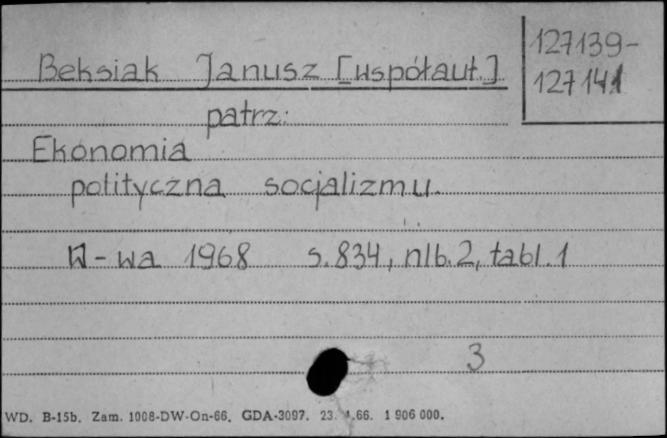 127139-
127141
Beksiak Janusz [współaut.]
patrz:
Ekonomia
polityczna socjalizmu.
W-wa 1968 s.834, nlb.2, tabl.1
3
WD. B-15b. Zam. 1008-DW-On-66. GDA-3097. 23. .66. 1 906 000.